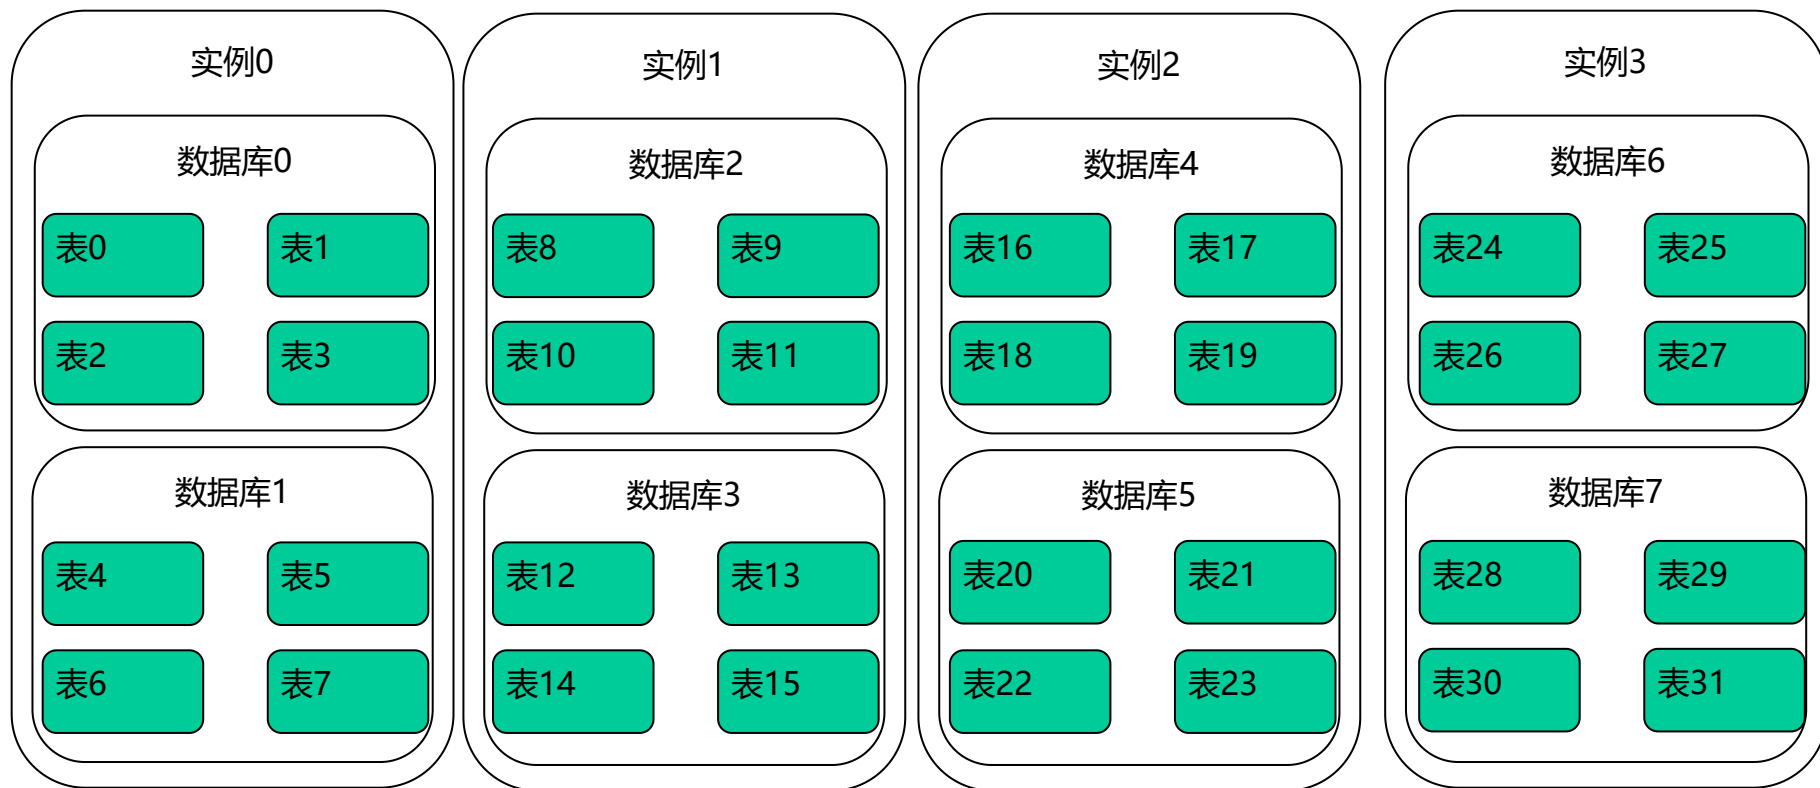 实例0
数据库0
表0
表1
表2
表3
数据库1
表4
表5
表6
表7
实例1
数据库2
表8
表9
表10
表11
数据库3
表12
表13
表14
表15
实例2
数据库4
表16
表17
表18
表19
数据库5
表20
表21
表22
表23
实例3
数据库6
表24
表25
表26
表27
数据库7
表28
表29
表30
表31